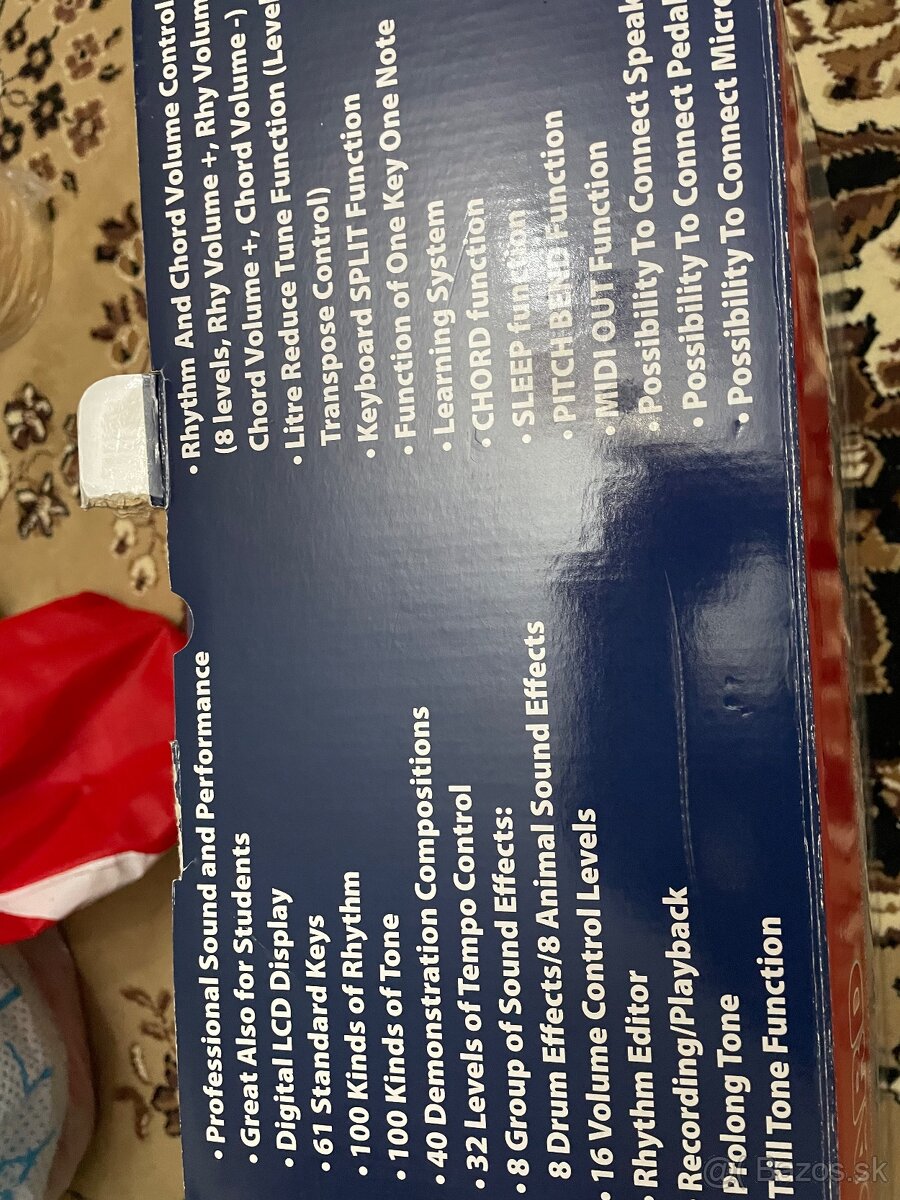 • Professional Sound and Performance
• Great Also for Students
• Digital LCD Display
• 61 Standard Keys
• 100 Kinds of Rhythm
• 100 Kinds of Tone
• 40 Demonstration Compositions
• 32 Levels of Tempo Control
• 8 Group of Sound Effects:
8 Drum Effects/8 Animal Sound Effects
• 16 Volume Control Levels
Rhythm Editor
• Recording/Playback
Prolong Tone
Trill Tone Function
• Rhythm And Chord Volume Control
(8 levels, Rhy Volume +, Rhy Volum
Chord Volume +, Chord Volume -)
• Litre Reduce Tune Function (Level
Transpose Control)
• Keyboard SPLIT Function
• Function of One Key One Note
• Learning System
• CHORD function
• SLEEP function
• PITCH BEND Function
• MIDI OUT Function
• Possibility To Connect Speak
• Possibility To Connect Pedal
• Possibility To Connect Micro
@ Bezos.sk